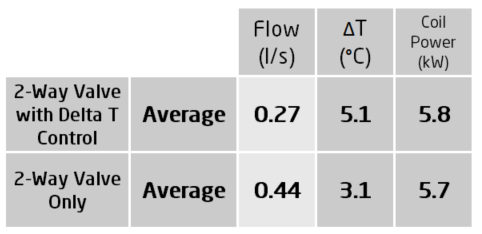 Flow (l/s) ΔT (°C) Coil Power (kW)
2-Way Valve with Delta T Control Average 0.27 5.1 5.8
2-Way Valve Only Average 0.44 3.1 5.7